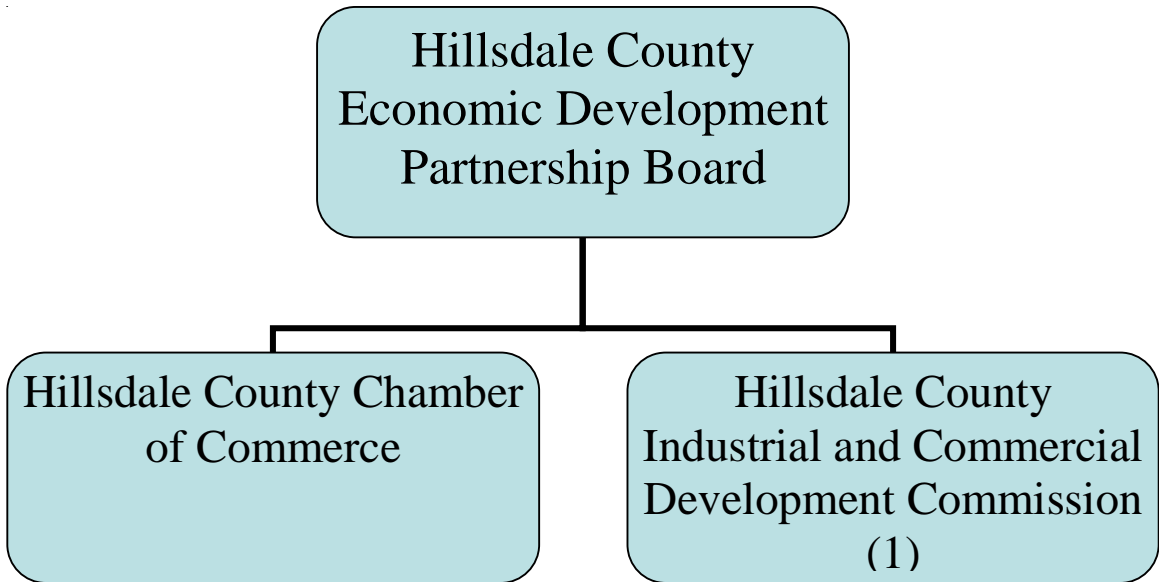 Hillsdale County
Economic Development
Partnership Board
Hillsdale County Chamber
of Commerce
Hillsdale County
Industrial and Commercial
Development Commission
(1)